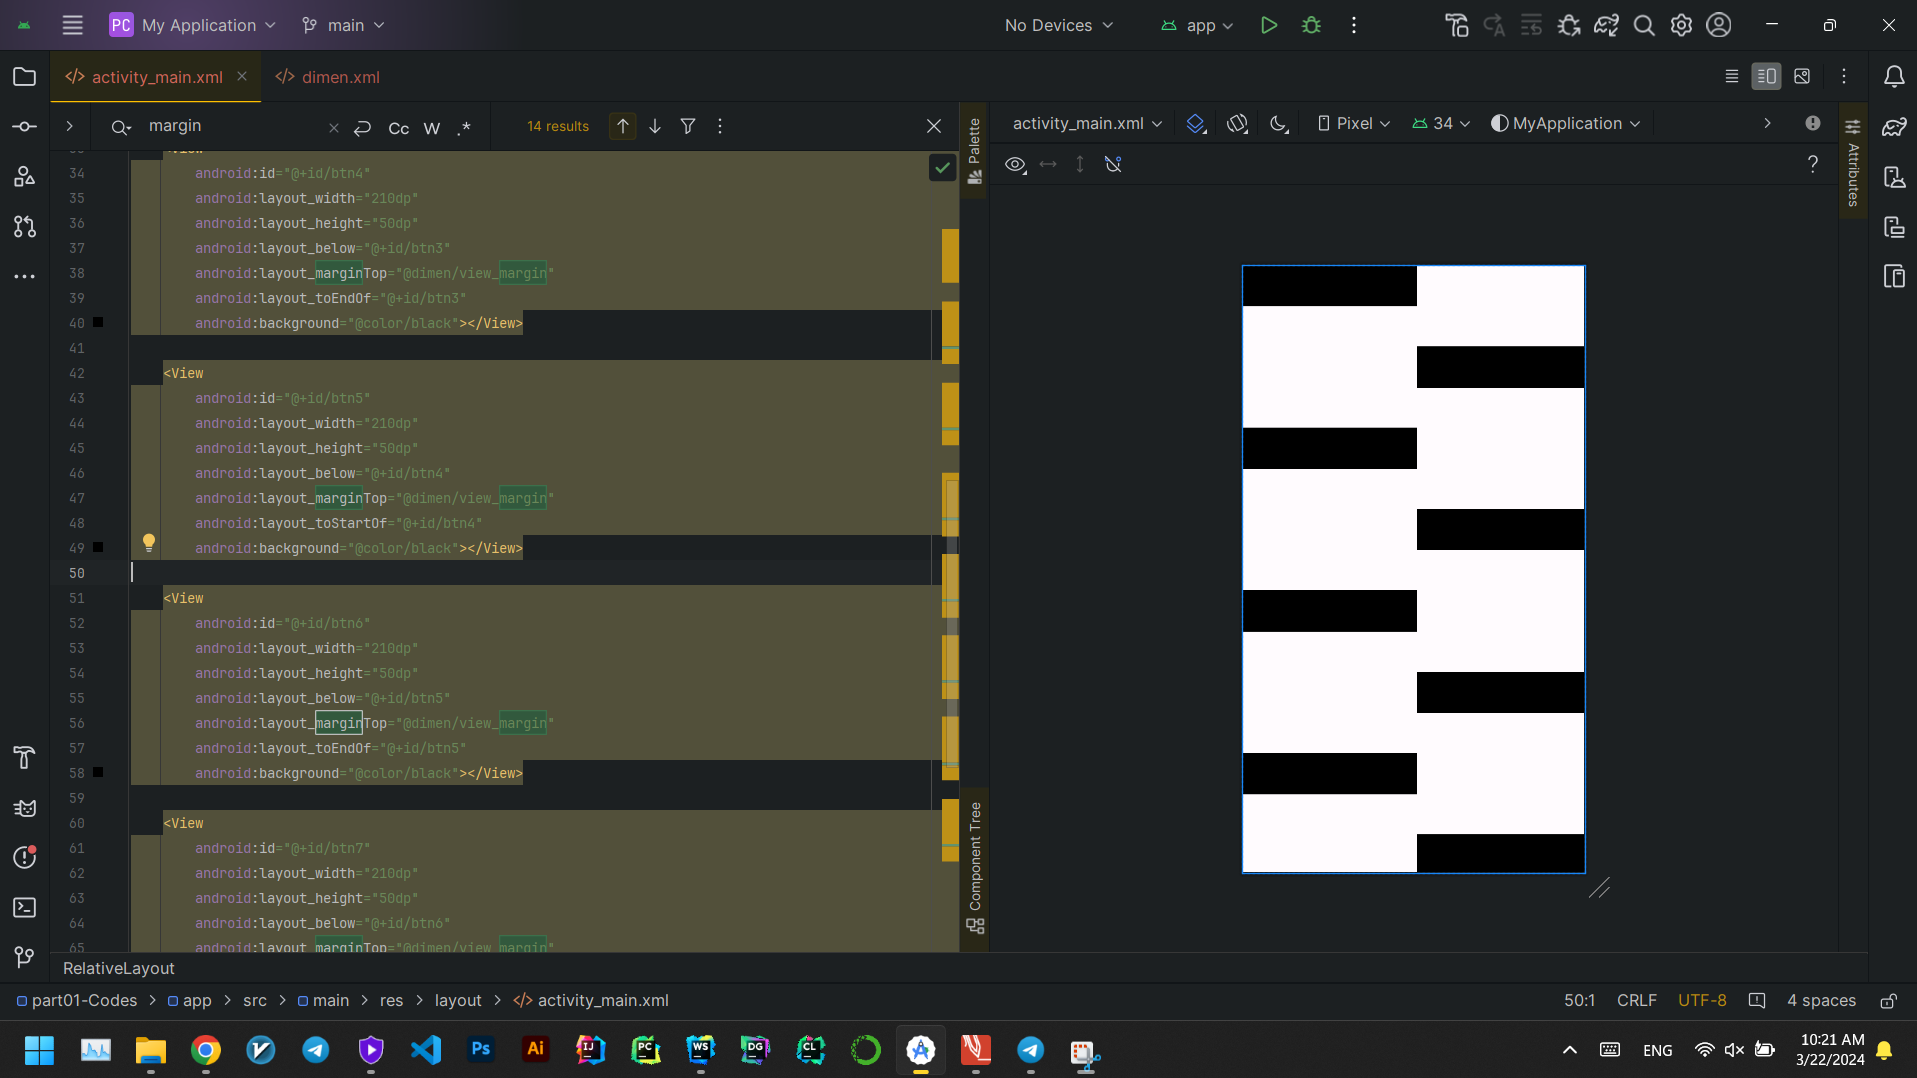 PC My Application main No Devices app
activity_main.xml dimen.xml
margin Cc W .* 14 results
34 android:id="@+id/btn4"
35 android:layout_width="210dp"
36 android:layout_height="50dp"
37 android:layout_below="@+id/btn3"
38 android:layout_marginTop="@dimen/view_margin"
39 android:layout_toEndOf="@+id/btn3"
40 android:background="@color/black"></View>
41
42 <View
43 android:id="@+id/btn5"
44 android:layout_width="210dp"
45 android:layout_height="50dp"
46 android:layout_below="@+id/btn4"
47 android:layout_marginTop="@dimen/view_margin"
48 android:layout_toStartOf="@+id/btn4"
49 android:background="@color/black"></View>
50
51 <View
52 android:id="@+id/btn6"
53 android:layout_width="210dp"
54 android:layout_height="50dp"
55 android:layout_below="@+id/btn5"
56 android:layout_marginTop="@dimen/view_margin"
57 android:layout_toEndOf="@+id/btn5"
58 android:background="@color/black"></View>
59
60 <View
61 android:id="@+id/btn7"
62 android:layout_width="210dp"
63 android:layout_height="50dp"
64 android:layout_below="@+id/btn6"
65 android:layout_marginTop="@dimen/view_margin"
Palette
Component Tree
activity_main.xml Pixel 34 MyApplication
?
Attributes
RelativeLayout
part01-Codes > app > src > main > res > layout > activity_main.xml 50:1 CRLF UTF-8 4 spaces
Ps Ai IJ PC WS DG CL ENG 10:21 AM
3/22/2024